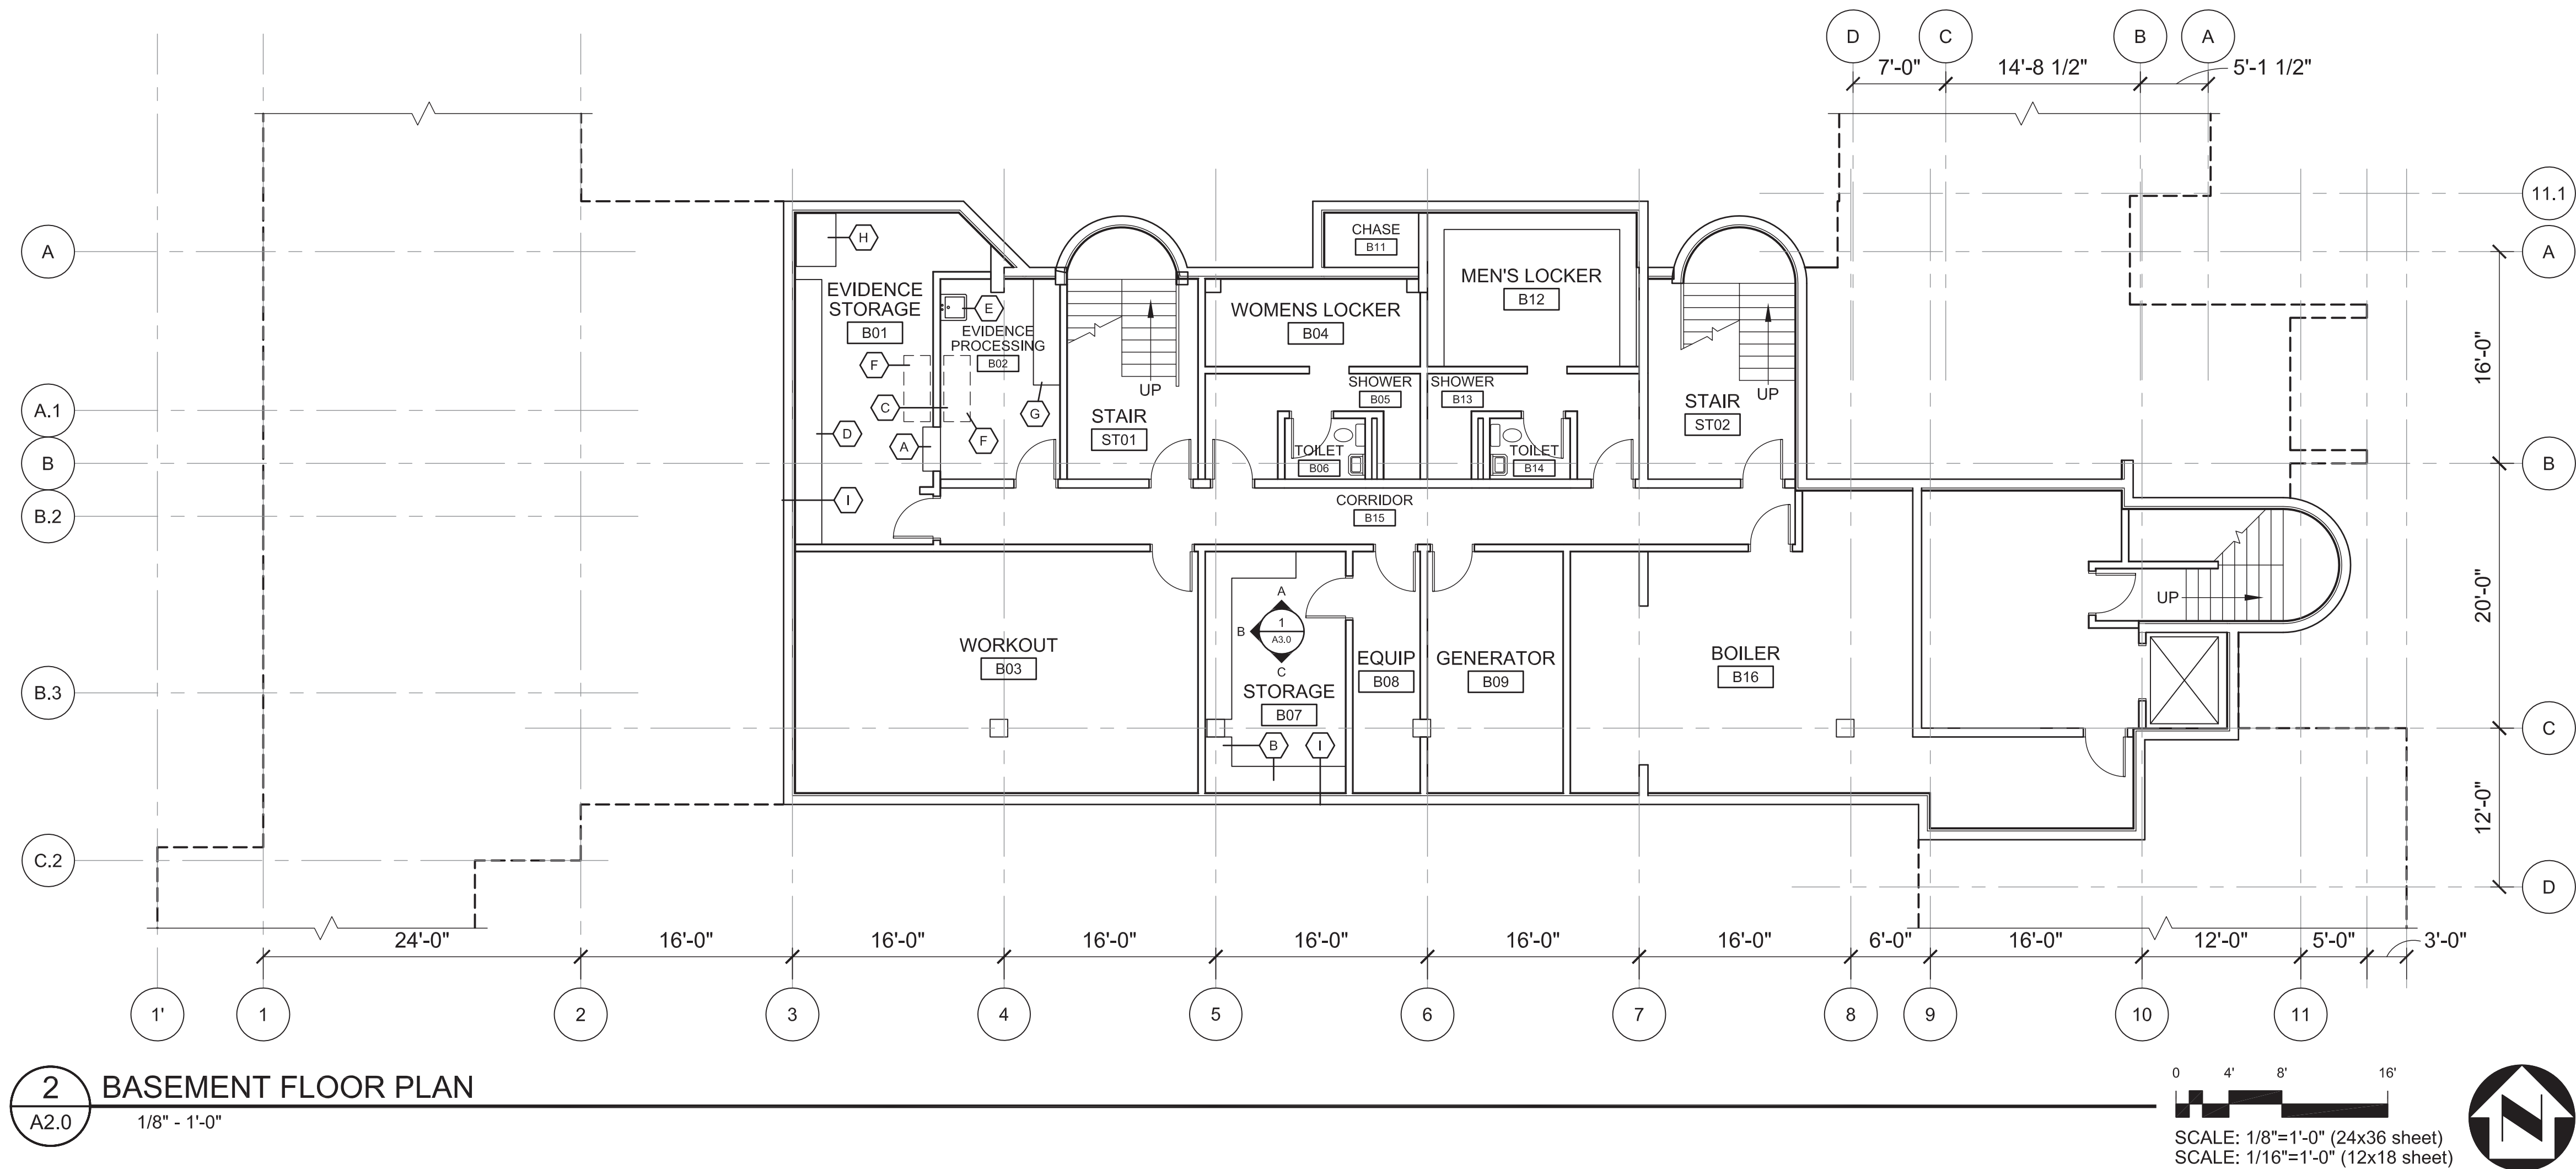 D
C
B
A
7'-0"
14'-8 1/2"
5'-1 1/2"
11.1
A
A
16'-0"
CHASE
B11
H
MEN'S LOCKER
B12
EVIDENCE
STORAGE
B01
E
EVIDENCE
PROCESSING
B02
WOMENS LOCKER
B04
F
C
G
UP
UP
SHOWER
B05
SHOWER
B13
A.1
STAIR
ST01
STAIR
ST02
D
A
F
TOILET
B06
TOILET
B14
B
B
I
CORRIDOR
B15
B.2
20'-0"
A
B
1
A3.0
C
UP
WORKOUT
B03
EQUIP
B08
GENERATOR
B09
BOILER
B16
B.3
STORAGE
B07
B
I
C
12'-0"
C.2
D
24'-0"
16'-0"
16'-0"
16'-0"
16'-0"
16'-0"
16'-0"
6'-0"
16'-0"
12'-0"
5'-0"
3'-0"
1'
1
2
3
4
5
6
7
8
9
10
11
2
A2.0
BASEMENT FLOOR PLAN
1/8" - 1'-0"
0 4' 8' 16'
SCALE: 1/8"=1'-0" (24x36 sheet)
SCALE: 1/16"=1'-0" (12x18 sheet)
N